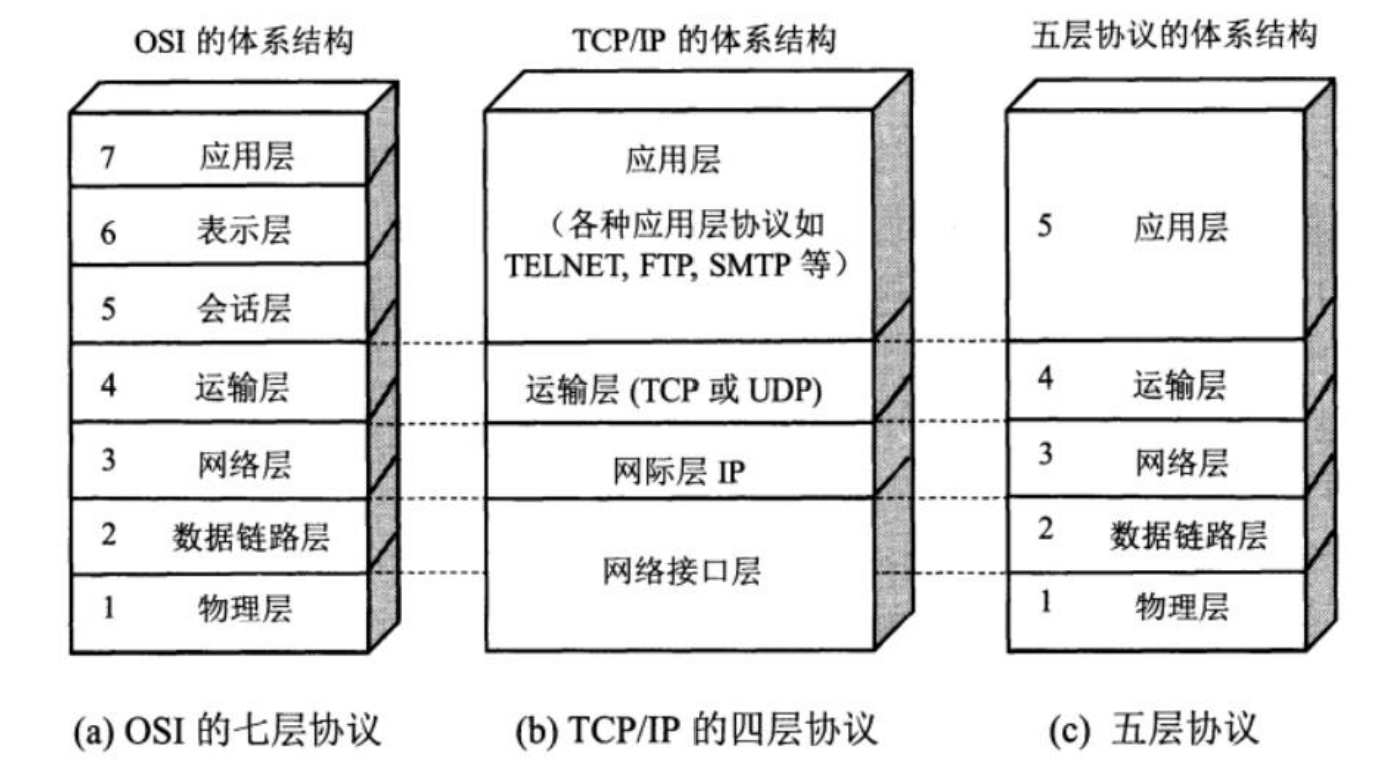 OSI 的体系结构
7 应用层
6 表示层
5 会话层
4 运输层
3 网络层
2 数据链路层
1 物理层
(a) OSI 的七层协议
TCP/IP 的体系结构
应用层
（各种应用层协议如
TELNET, FTP, SMTP 等）
运输层 (TCP 或 UDP)
网际层 IP
网络接口层
(b) TCP/IP 的四层协议
五层协议的体系结构
5 应用层
4 运输层
3 网络层
2 数据链路层
1 物理层
(c) 五层协议